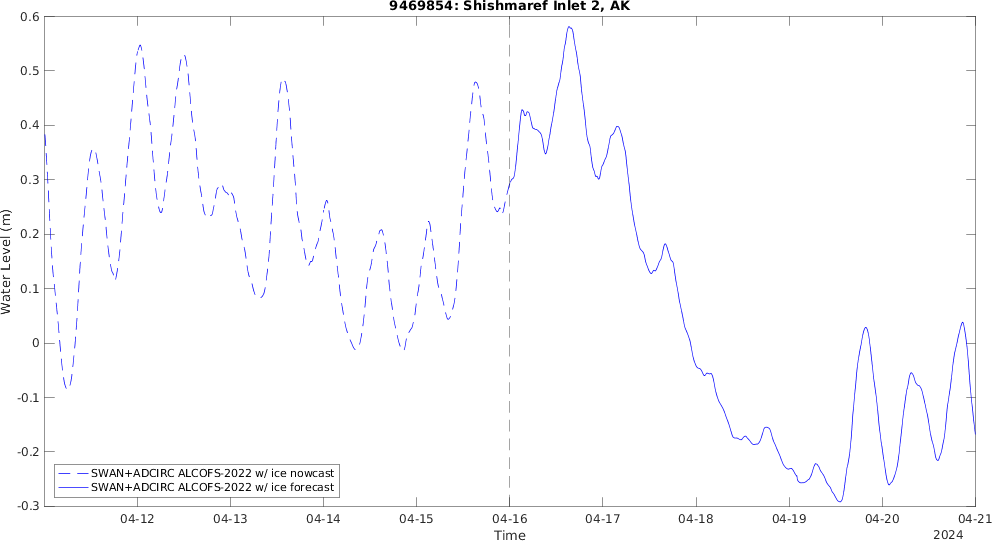 9469854: Shishmaref Inlet 2, AK
0.6
0.5
0.4
0.3
0.2
0.1
0
-0.1
-0.2
-0.3
Water Level (m)
SWAN+ADCIRC ALCOFS-2022 w/ ice nowcast
SWAN+ADCIRC ALCOFS-2022 w/ ice forecast
04-12 04-13 04-14 04-15 04-16 04-17 04-18 04-19 04-20 04-21
Time
2024